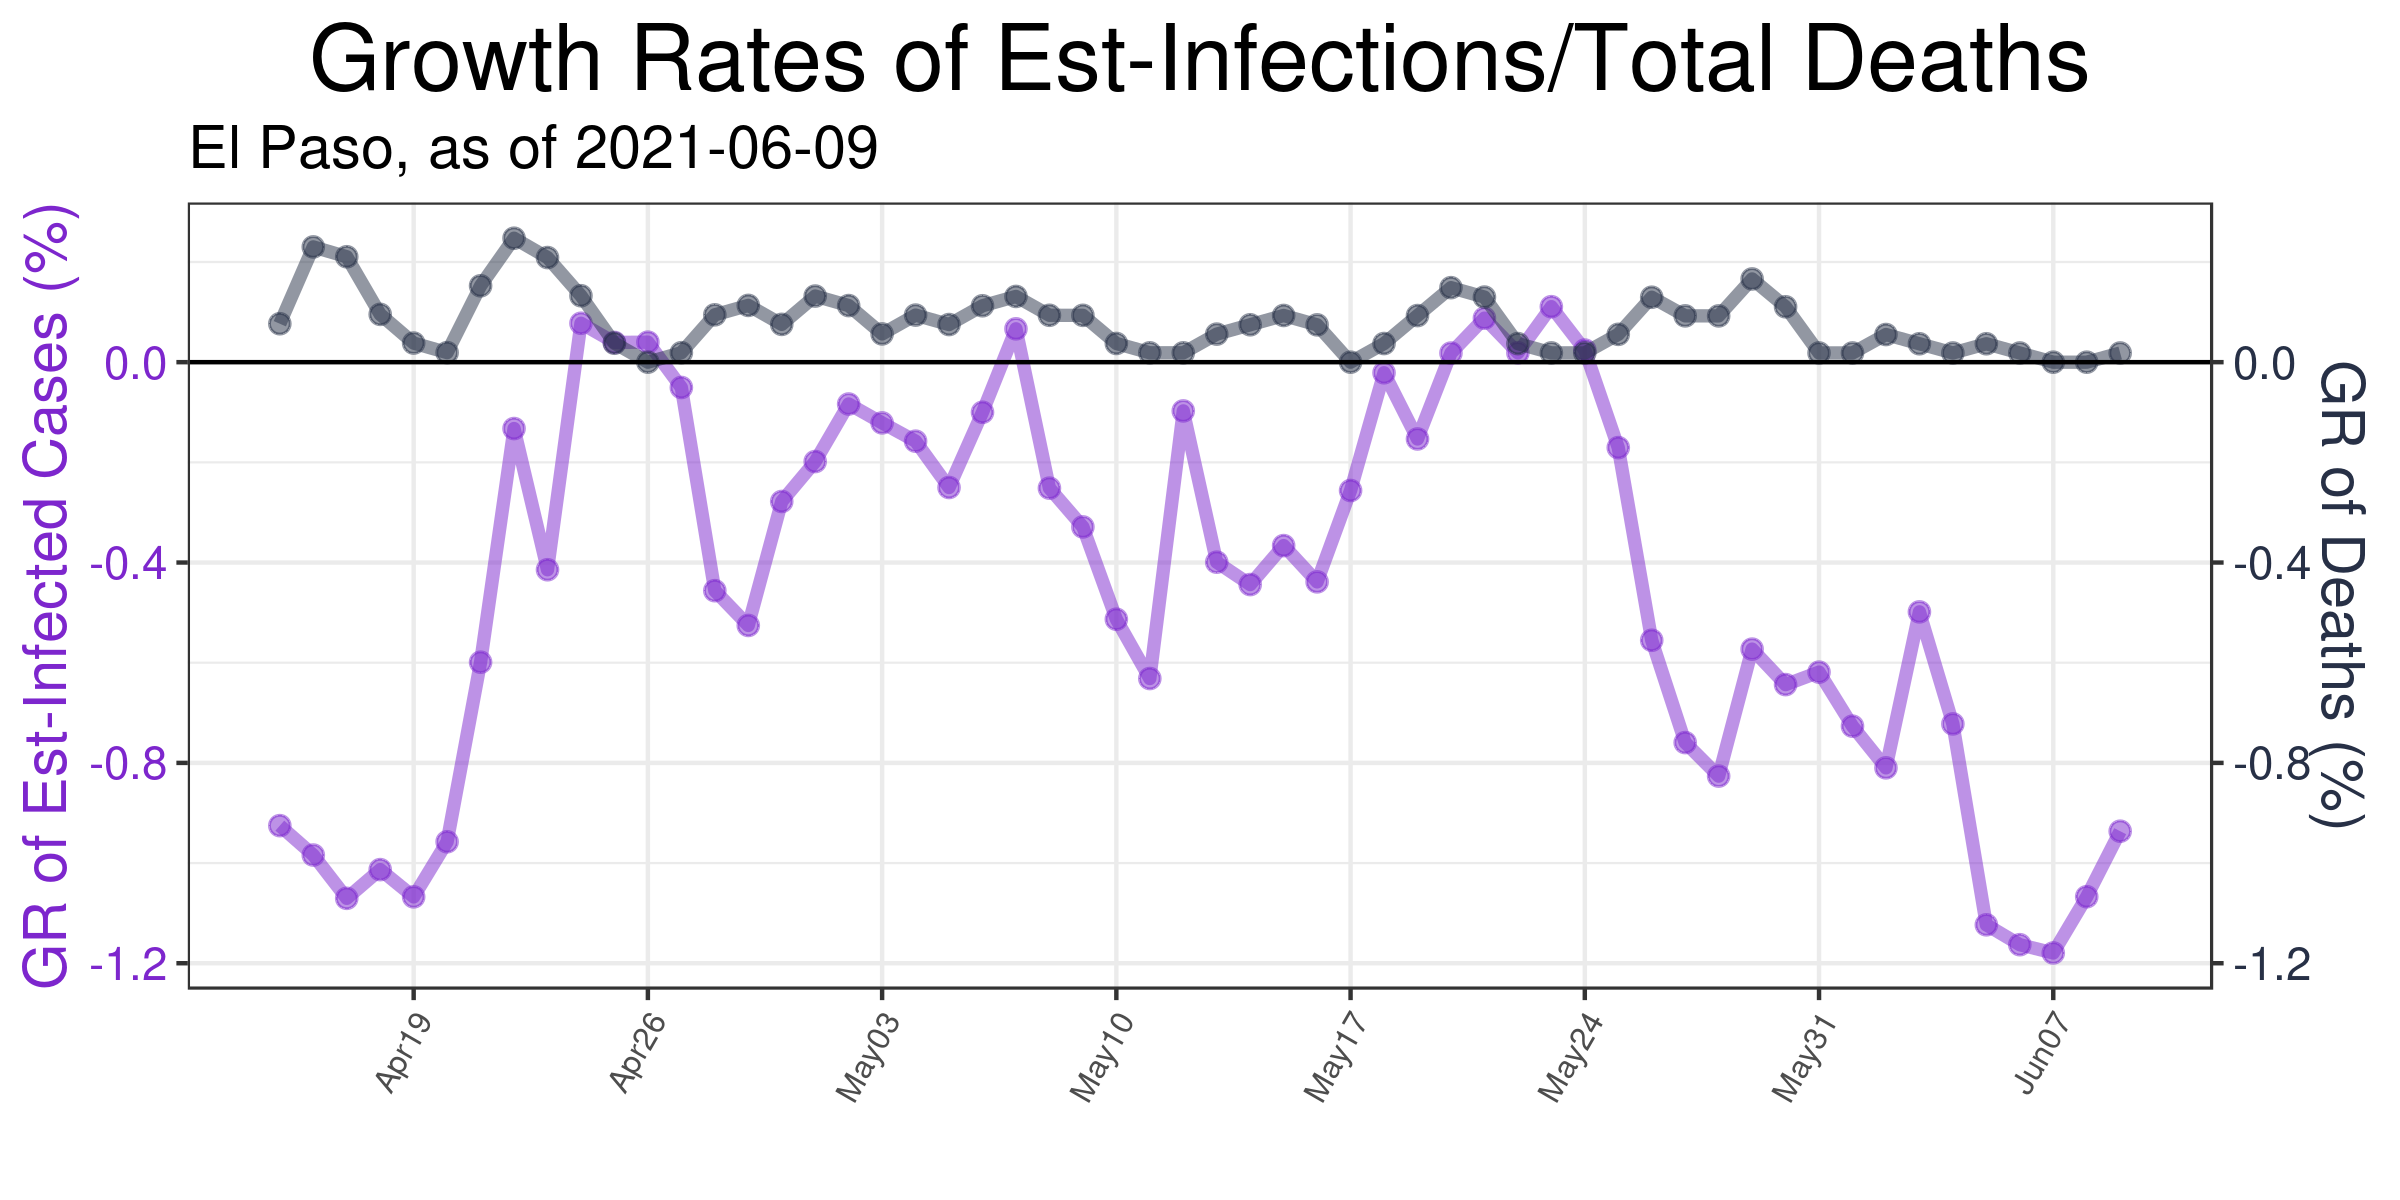 Growth Rates of Est-Infections/Total Deaths
El Paso, as of 2021-06-09
GR of Est-Infected Cases (%)
0.0
-0.4
-0.8
-1.2
0.0
-0.4
-0.8
-1.2
GR of Deaths (%)
Apr19
Apr26
May03
May10
May17
May24
May31
Jun07